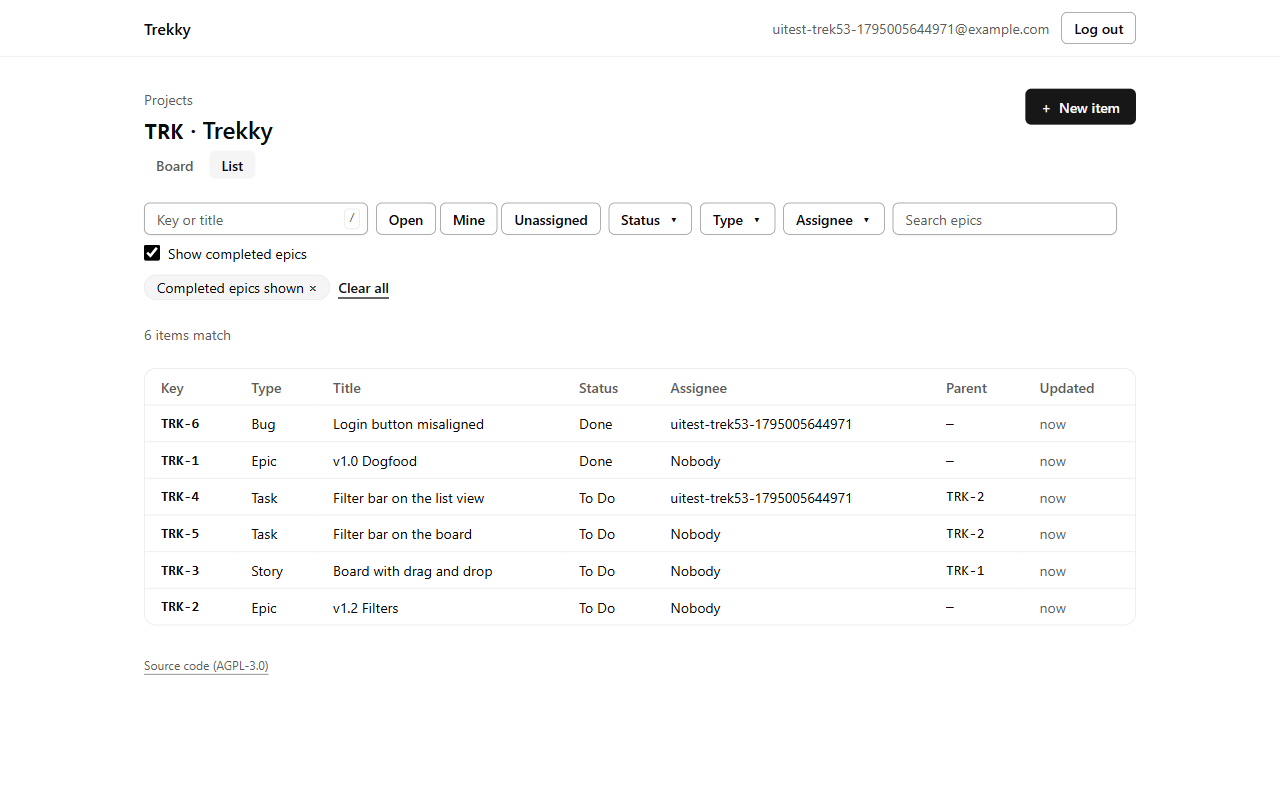 Trekky uitest-trek53-1795005644971@example.com Log out
Projects
+ New item
TRK · Trekky
Board List
Key or title / Open Mine Unassigned Status ▾ Type ▾ Assignee ▾ Search epics
Show completed epics
Completed epics shown × Clear all
6 items match
Key Type Title Status Assignee Parent Updated
TRK-6 Bug Login button misaligned Done uitest-trek53-1795005644971 — now
TRK-1 Epic v1.0 Dogfood Done Nobody — now
TRK-4 Task Filter bar on the list view To Do uitest-trek53-1795005644971 TRK-2 now
TRK-5 Task Filter bar on the board To Do Nobody TRK-2 now
TRK-3 Story Board with drag and drop To Do Nobody TRK-1 now
TRK-2 Epic v1.2 Filters To Do Nobody — now
Source code (AGPL-3.0)